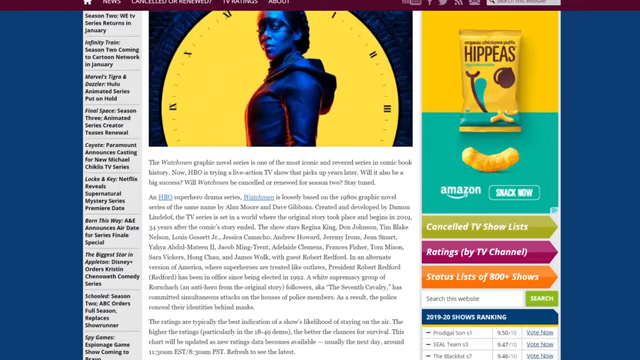 NEWS
CANCELLED OR RENEWED?
TV RATINGS
ABOUT
Search this website
Season Two; WE tv
Series Returns in
January
Infinity Train:
Season Two Coming
to Cartoon Network
in January
Marvel's Tigra &
Dazzler: Hulu
Animated Series
Put on Hold
Final Space: Season
Three; Animated
Series Creator
Teases Renewal
Coyote: Paramount
Announces Casting
for New Michael
Chiklis TV Series
Locke & Key: Netflix
Reveals
Supernatural
Mystery Series
Premiere Date
Born This Way: A&E
Announces Air Date
for Series Finale
Special
The Biggest Star in
Appleton: Disney+
Orders Kristin
Chenoweth Comedy
Series
Schooled: Season
Two; ABC Orders
Full Season,
Replaces
Showrunner
Spy Games:
Espionage Game
Show Coming to
The Watchmen graphic novel series is one of the most iconic and revered series in comic book
history. Now, HBO is trying a live-action TV show that picks up years later. Will it also be a
big success? Will Watchmen be cancelled or renewed for season two? Stay tuned.
An HBO superhero drama series, Watchmen is loosely based on the 1980s graphic novel
series of the same name by Alan Moore and Dave Gibbons. Created and developed by Damon
Lindelof, the TV series is set in a world where the original story took place and begins in 2019,
34 years after the comic's story ended. The show stars Regina King, Don Johnson, Tim Blake
Nelson, Louis Gossett Jr., Jessica Camacho, Andrew Howard, Jeremy Irons, Jean Smart,
Yahya Abdul-Mateen II, Jacob Ming-Trent, Adelaide Clemens, Frances Fisher, Tom Mison,
Sara Vickers, Hong Chau, and James Wolk, with guest Robert Redford. In an alternate
version of America, where superheroes are treated like outlaws, President Robert Redford
(Redford) has been in office since being elected in 1992. A white supremacy group of
Rorschach (an anti-hero from the original story) followers, aka "The Seventh Cavalry," has
committed simultaneous attacks on the houses of police members. As a result, the police
conceal their identities behind masks.
The ratings are typically the best indication of a show's likelihood of staying on the air. The
higher the ratings (particularly in the 18-49 demo), the better the chances for survival. This
chart will be updated as new ratings data becomes available — usually the next day, around
11:30am EST/8:30am PST. Refresh to see the latest.
organic chickpea puffs
HIPPEAS
amazon
SNACK NOW
Cancelled TV Show Lists
Ratings (by TV Channel)
Status Lists of 800+ Shows
Search this website
SEARCH
2019-20 SHOWS RANKING
Prodigal Son s1 9.50/10 Vote Now
SEAL Team s3 9.47/10 Vote Now
The Blacklist s7 9.46/10 Vote Now